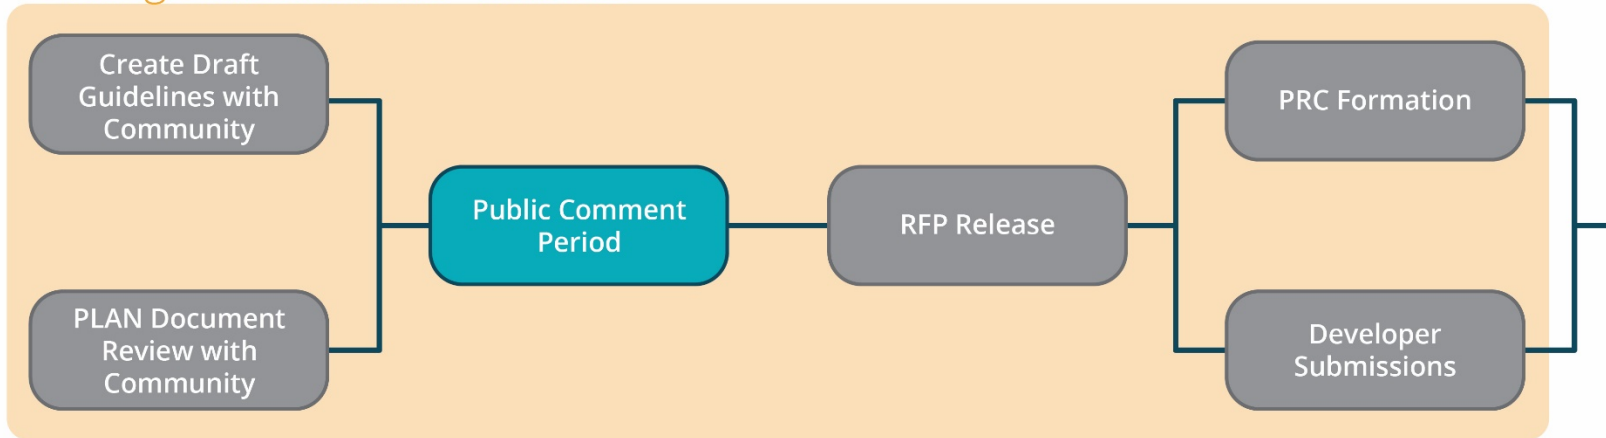 Create Draft
Guidelines with
Community
PLAN Document
Review with
Community
Public Comment
Period
RFP Release
PRC Formation
Developer
Submissions